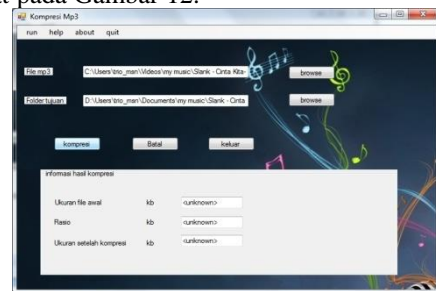 t pada Gambar 12.
Kompresi Mp3
run help about quit
File mp3 C:\Users\trio_msn\Videos\my music\Slank - Cinta Kita- browse
Folder tujuan D:\Users\trio_msn\Documents\my music\Slank - Cinta browse
kompresi Batal keluar
informasi hasil kompresi
Ukuran file awal kb <unknown>
Rasio kb <unknown>
Ukuran setelah kompresi kb <unknown>